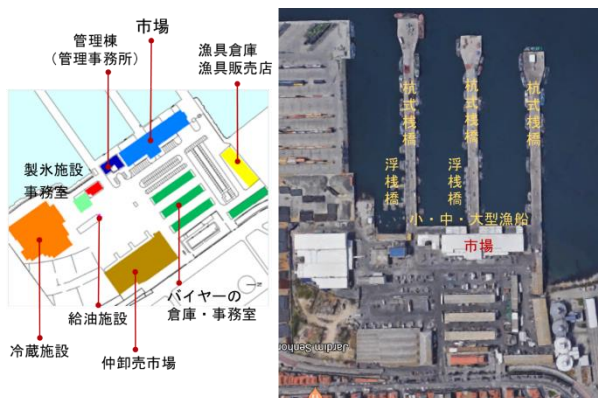 管理棟
（管理事務所）
市場
漁具倉庫
漁具販売店
製氷施設
事務室
冷蔵施設
給油施設
仲卸売市場
バイヤーの
倉庫・事務室
N
杭式桟橋
杭式桟橋
杭式桟橋
浮桟橋
浮桟橋
小・中・大型漁船
市場
Jardim Senhor